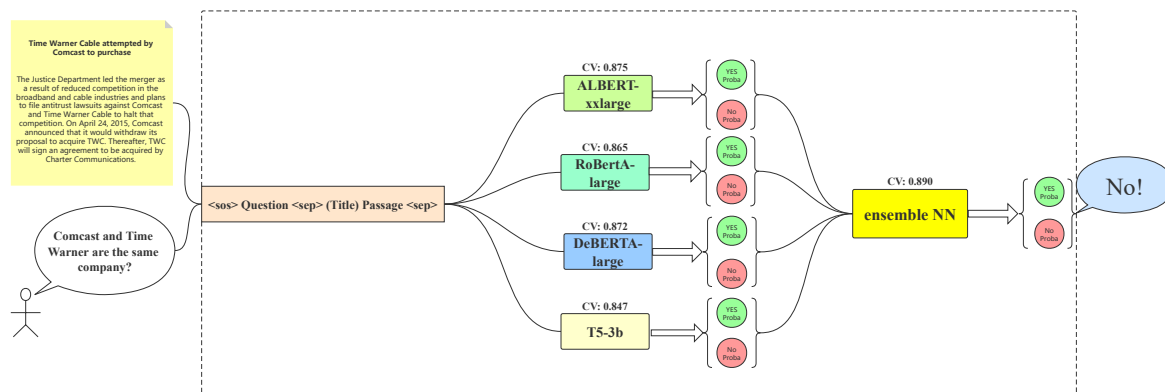 Time Warner Cable attempted by
Comcast to purchase
The Justice Department led the merger as
a result of reduced competition in the
broadband and cable industries and plans
to file antitrust lawsuits against Comcast
and Time Warner Cable to halt that
competition. On April 24, 2015, Comcast
announced that it would withdraw its
proposal to acquire TWC. Thereafter, TWC
will sign an agreement to be acquired by
Charter Communications.
Comcast and Time
Warner are the same
company?
<sos> Question <sep> (Title) Passage <sep>
CV: 0.875
ALBERT-
xxlarge
YES
Proba
No
Proba
CV: 0.865
RoBertA-
large
YES
Proba
No
Proba
CV: 0.872
DeBERTA-
large
YES
Proba
No
Proba
CV: 0.847
T5-3b
YES
Proba
No
Proba
CV: 0.890
ensemble NN
YES
Proba
No
Proba
No!